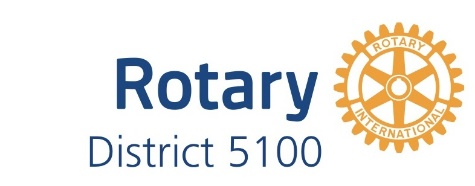 Rotary
District 5100
ROTARY
INTERNATIONAL